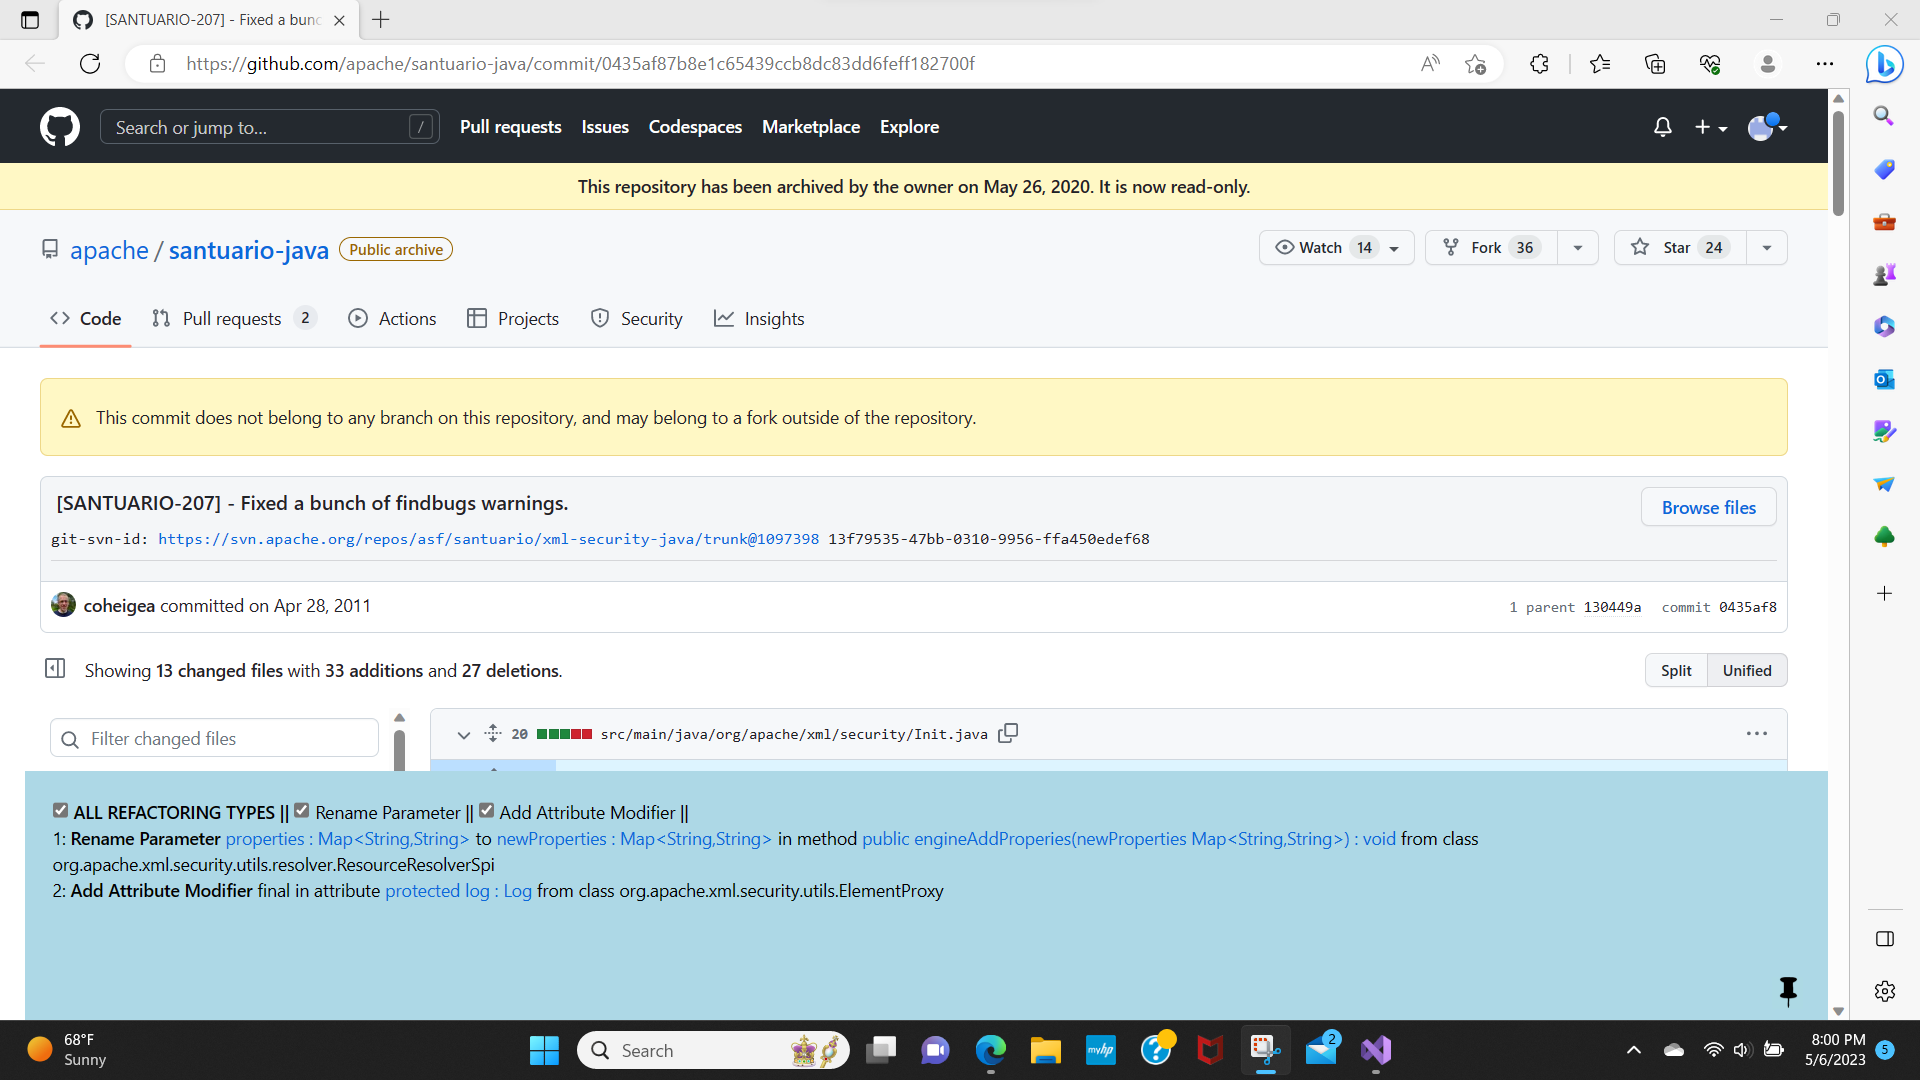 [SANTUARIO-207] - Fixed a bunc
https://github.com/apache/santuario-java/commit/0435af87b8e1c65439ccb8dc83dd6feff182700f
Search or jump to...
/
Pull requests
Issues
Codespaces
Marketplace
Explore
This repository has been archived by the owner on May 26, 2020. It is now read-only.
apache / santuario-java
Public archive
Watch 14
Fork 36
Star 24
Code
Pull requests 2
Actions
Projects
Security
Insights
This commit does not belong to any branch on this repository, and may belong to a fork outside of the repository.
[SANTUARIO-207] - Fixed a bunch of findbugs warnings.
Browse files
git-svn-id: https://svn.apache.org/repos/asf/santuario/xml-security-java/trunk@1097398 13f79535-47bb-0310-9956-ffa450edef68
coheigea committed on Apr 28, 2011
1 parent 130449a commit 0435af8
Showing 13 changed files with 33 additions and 27 deletions.
Split
Unified
Filter changed files
20 src/main/java/org/apache/xml/security/Init.java
ALL REFACTORING TYPES || Rename Parameter || Add Attribute Modifier ||
1: Rename Parameter properties : Map<String,String> to newProperties : Map<String,String> in method public engineAddProperies(newProperties Map<String,String>) : void from class
org.apache.xml.security.utils.resolver.ResourceResolverSpi
2: Add Attribute Modifier final in attribute protected log : Log from class org.apache.xml.security.utils.ElementProxy
68°F
Sunny
Search
myhp
2
8:00 PM
5/6/2023
5